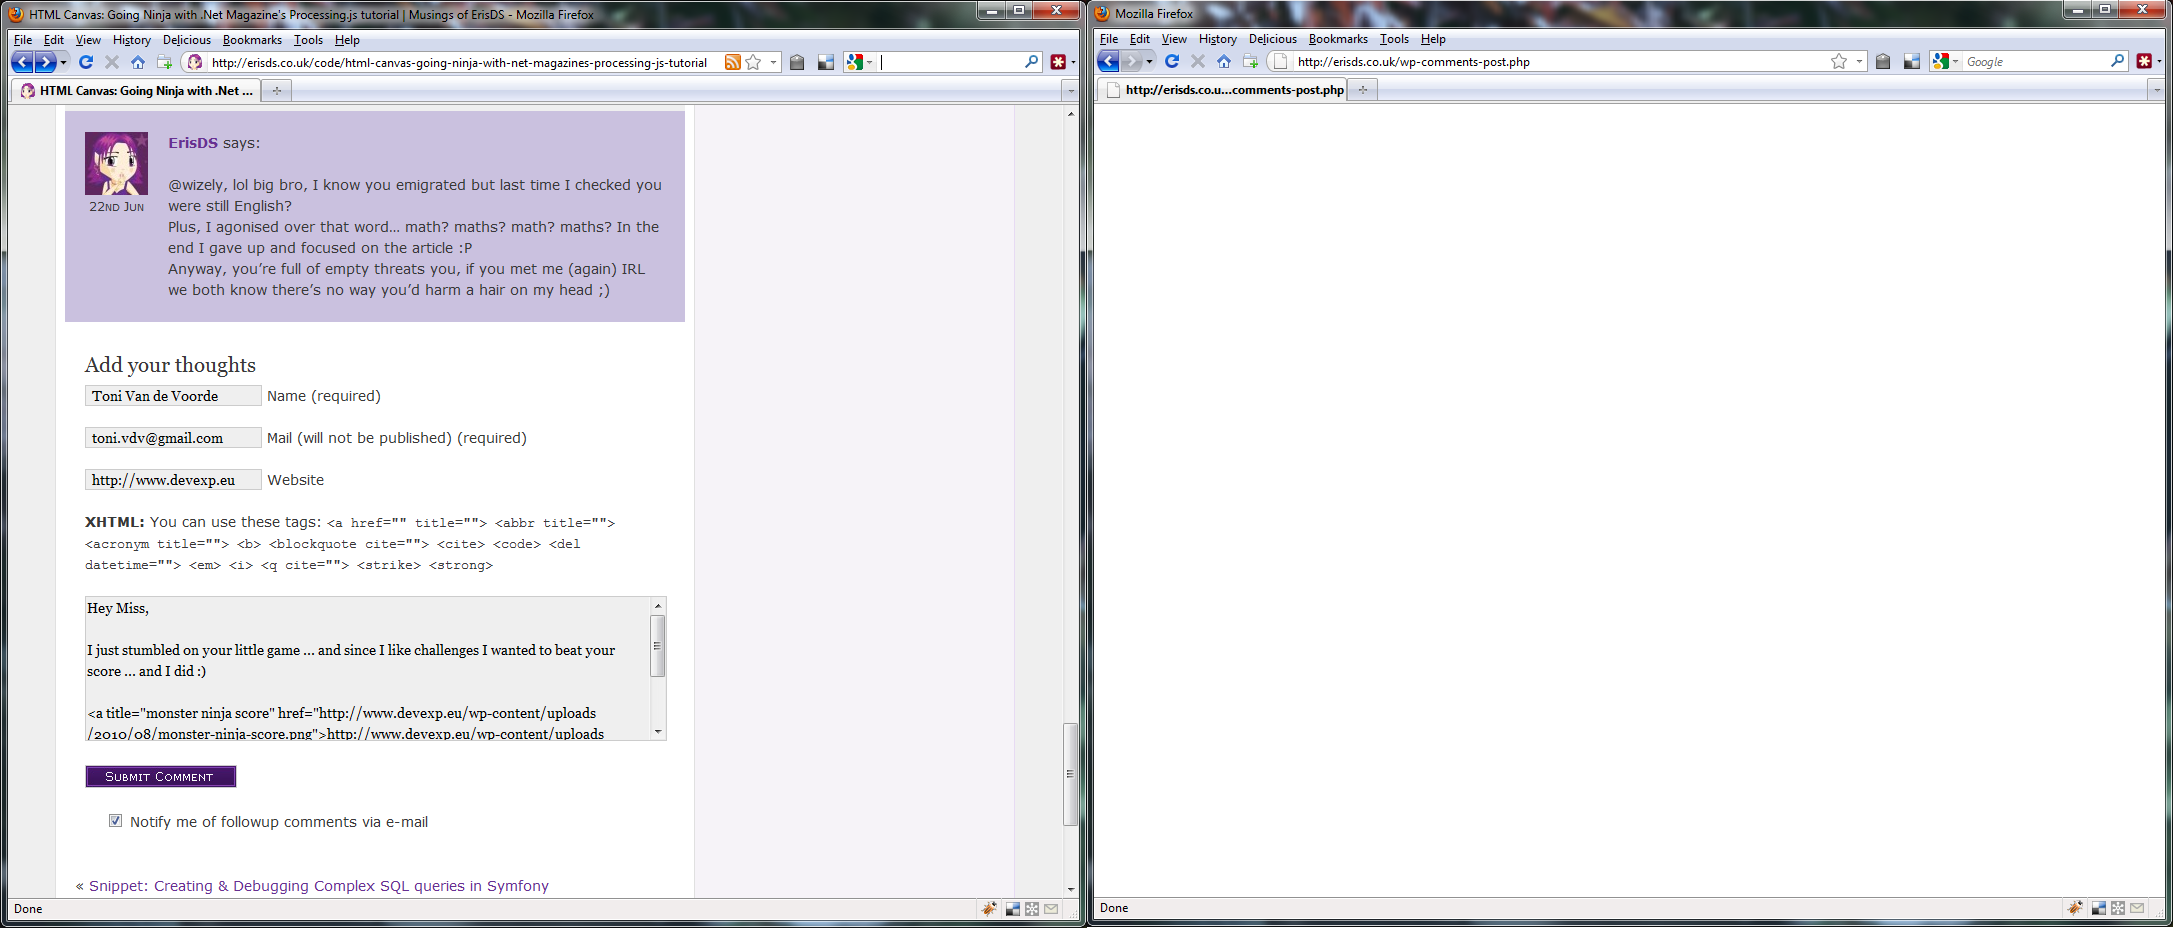 HTML Canvas: Going Ninja with .Net Magazine's Processing.js tutorial | Musings of ErisDS - Mozilla Firefox
File Edit View History Delicious Bookmarks Tools Help
http://erisds.co.uk/code/html-canvas-going-ninja-with-net-magazines-processing-js-tutorial
HTML Canvas: Going Ninja with .Net ...
ErisDS says:
22ND JUN
@wizely, lol big bro, I know you emigrated but last time I checked you
were still English?
Plus, I agonised over that word… math? maths? math? maths? In the
end I gave up and focused on the article :P
Anyway, you’re full of empty threats you, if you met me (again) IRL
we both know there’s no way you’d harm a hair on my head ;)
Add your thoughts
Toni Van de Voorde Name (required)
toni.vdv@gmail.com Mail (will not be published) (required)
http://www.devexp.eu Website
XHTML: You can use these tags: <a href="" title=""> <abbr title="">
<acronym title=""> <b> <blockquote cite=""> <cite> <code> <del
datetime=""> <em> <i> <q cite=""> <strike> <strong>
Hey Miss,
I just stumbled on your little game ... and since I like challenges I wanted to beat your
score ... and I did :)
<a title="monster ninja score" href="http://www.devexp.eu/wp-content/uploads
/2010/08/monster-ninja-score.png">http://www.devexp.eu/wp-content/uploads
SUBMIT COMMENT
Notify me of followup comments via e-mail
« Snippet: Creating & Debugging Complex SQL queries in Symfony
Done
Mozilla Firefox
File Edit View History Delicious Bookmarks Tools Help
http://erisds.co.uk/wp-comments-post.php
Google
http://erisds.co.u...comments-post.php
Done